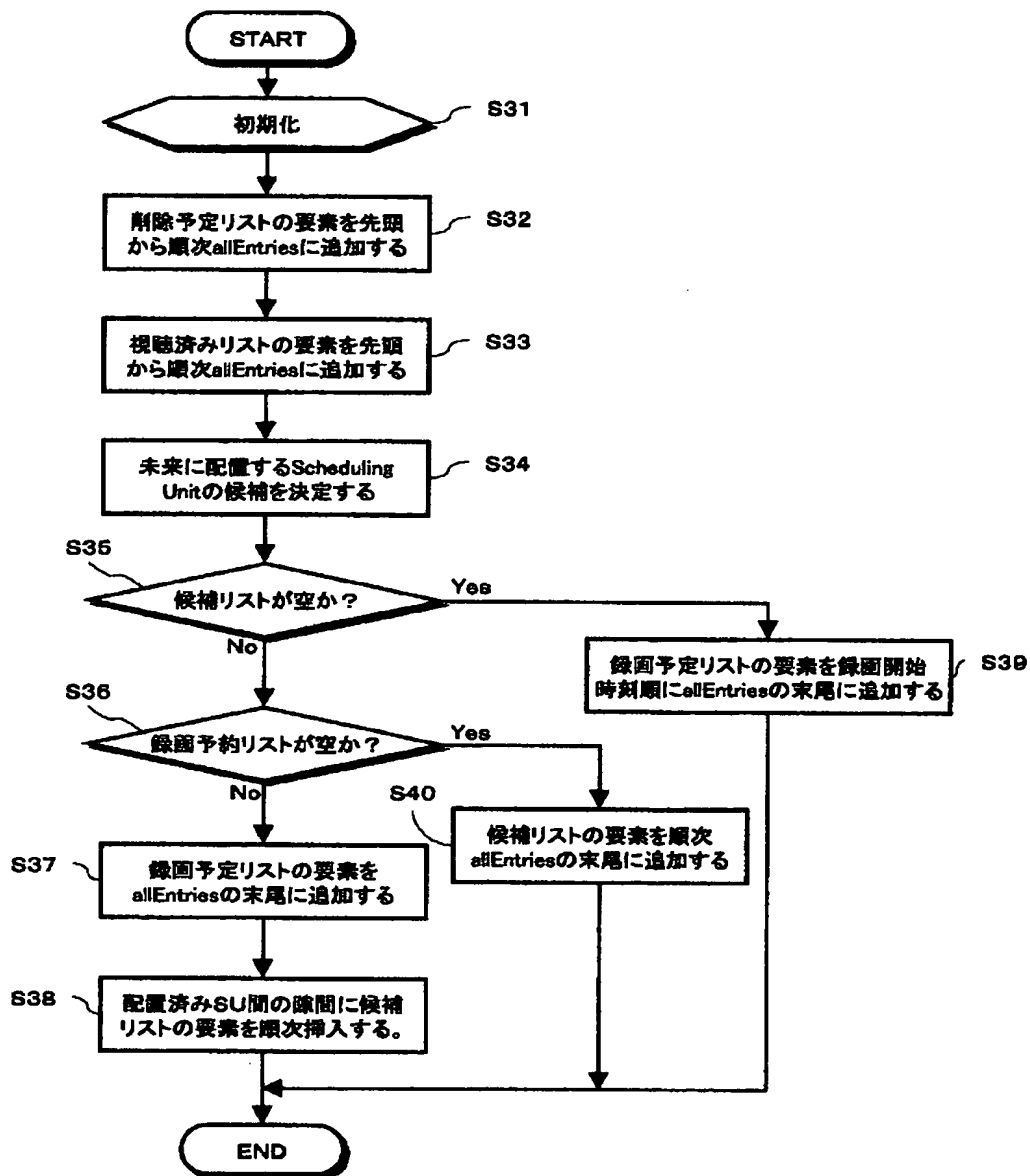 START
初期化
S31
削除予定リストの要素を先頭
から順次allEntriesに追加する
S32
視聴済みリストの要素を先頭
から順次allEntriesに追加する
S33
未来に配置するScheduling
Unitの候補を決定する
S34
S35
候補リストが空か？
Yes
No
録画予定リストの要素を録画開始
時刻順にallEntriesの末尾に追加する
S39
S36
録画予約リストが空か？
Yes
No
S40
候補リストの要素を順次
allEntriesの末尾に追加する
S37
録画予定リストの要素を
allEntriesの末尾に追加する
S38
配置済みSU間の隙間に候補
リストの要素を順次挿入する。
END